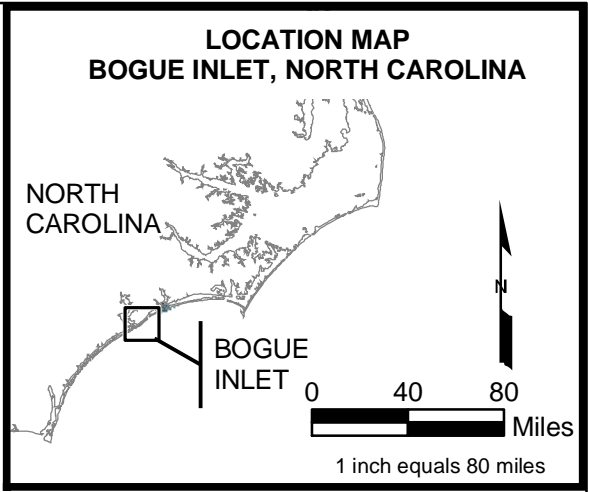 LOCATION MAP
BOGUE INLET, NORTH CAROLINA
NORTH
CAROLINA
N
BOGUE
INLET
0 40 80
Miles
1 inch equals 80 miles